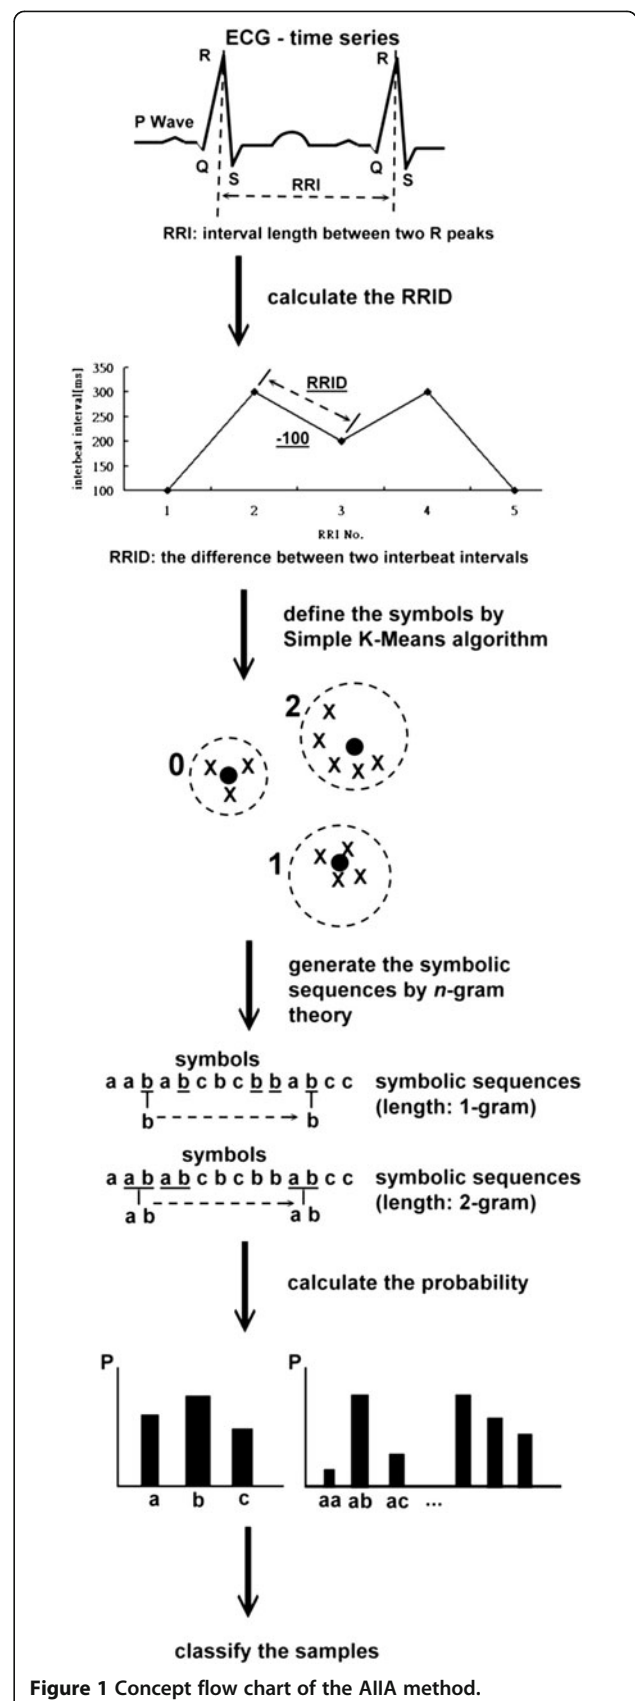 ECG - time series
R R
P Wave
Q S Q S
RRI
RRI: interval length between two R peaks
calculate the RRID
interbeat interval[ms]
350
300
250
200
150
100
RRID
-100
1 2 3 4 5
RRI No.
RRID: the difference between two interbeat intervals
define the symbols by
Simple K-Means algorithm
2
0
X
X
X X
X X X
X
1
X X
X X
generate the symbolic
sequences by n-gram
theory
symbols
a a b a b c b c b b a b c c symbolic sequences
(length: 1-gram)
b b
symbols
a a b a b c b c b b a b c c symbolic sequences
(length: 2-gram)
a b a b
calculate the probability
P P
a b c aa ab ac ...
classify the samples
Figure 1 Concept flow chart of the AIIA method.